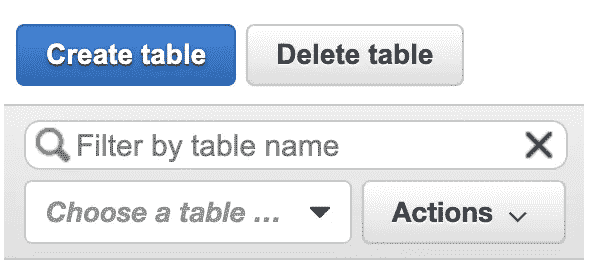 Create table Delete table
Filter by table name
Choose a table ... Actions